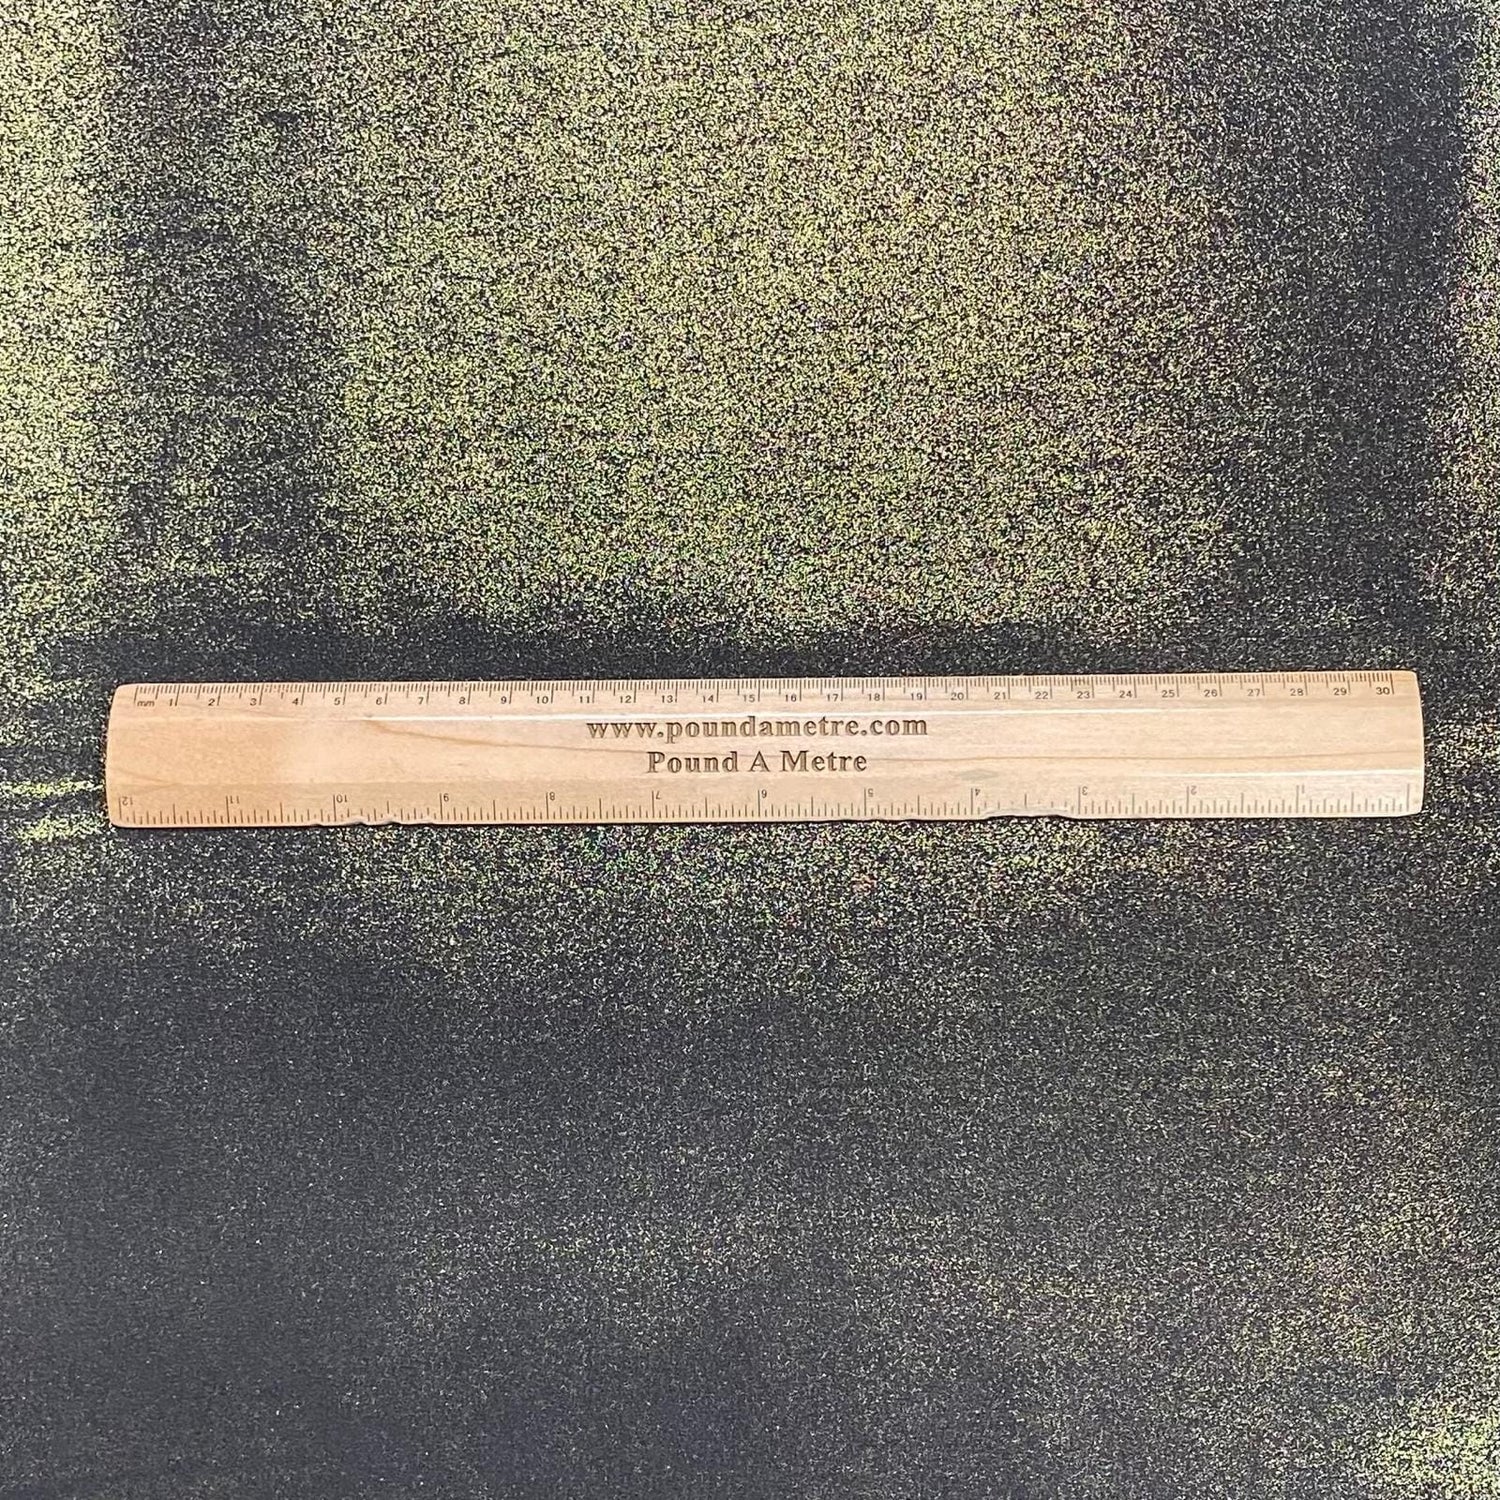 mm 1 2 3 4 5 6 7 8 9 10 11 12 13 14 15 16 17 18 19 20 21 22 23 24 25 26 27 28 29 30
www.poundametre.com
Pound A Metre
12 11 10 9 8 7 6 5 4 3 2 1